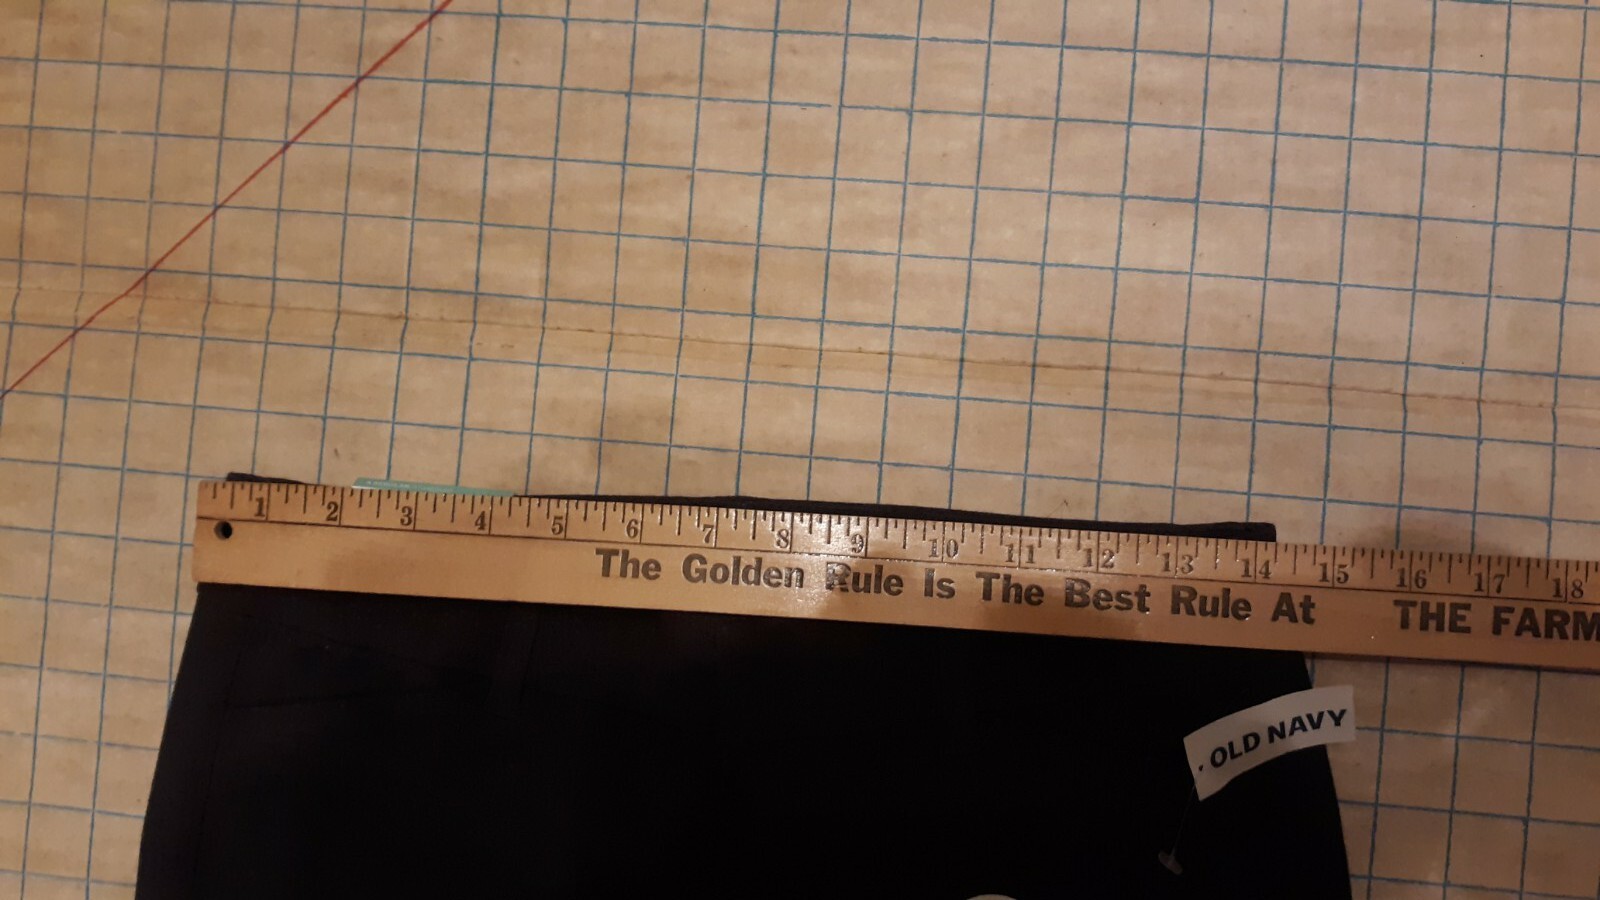 1 2 3 4 5 6 7 8 9 10 11 12 13 14 15 16 17 18
The Golden Rule Is The Best Rule At THE FARM
OLD NAVY